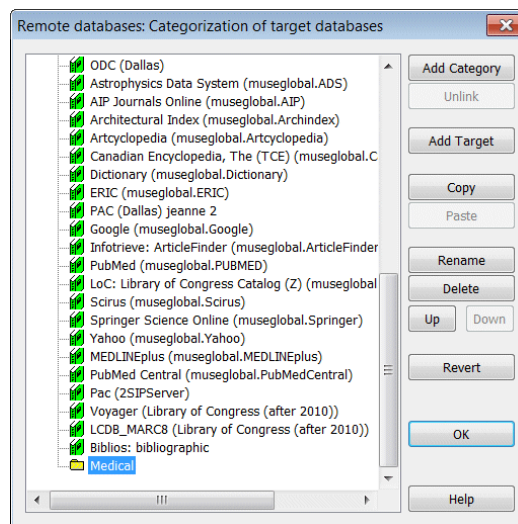 Remote databases: Categorization of target databases
ODC (Dallas)
Astrophysics Data System (museglobal.ADS)
AIP Journals Online (museglobal.AIP)
Architectural Index (museglobal.Archindex)
Artcyclopedia (museglobal.Artcyclopedia)
Canadian Encyclopedia, The (TCE) (museglobal.C
Dictionary (museglobal.Dictionary)
ERIC (museglobal.ERIC)
PAC (Dallas) jeanne 2
Google (museglobal.Google)
Infotrieve: ArticleFinder (museglobal.ArticleFinder
PubMed (museglobal.PUBMED)
LoC: Library of Congress Catalog (Z) (museglobal
Scirus (museglobal.Scirus)
Springer Science Online (museglobal.Springer)
Yahoo (museglobal.Yahoo)
MEDLINEplus (museglobal.MEDLINEplus)
PubMed Central (museglobal.PubMedCentral)
Pac (2SIPServer)
Voyager (Library of Congress (after 2010))
LCDB_MARC8 (Library of Congress (after 2010))
Biblios: bibliographic
Medical
Add Category
Unlink
Add Target
Copy
Paste
Rename
Delete
Up Down
Revert
OK
Help